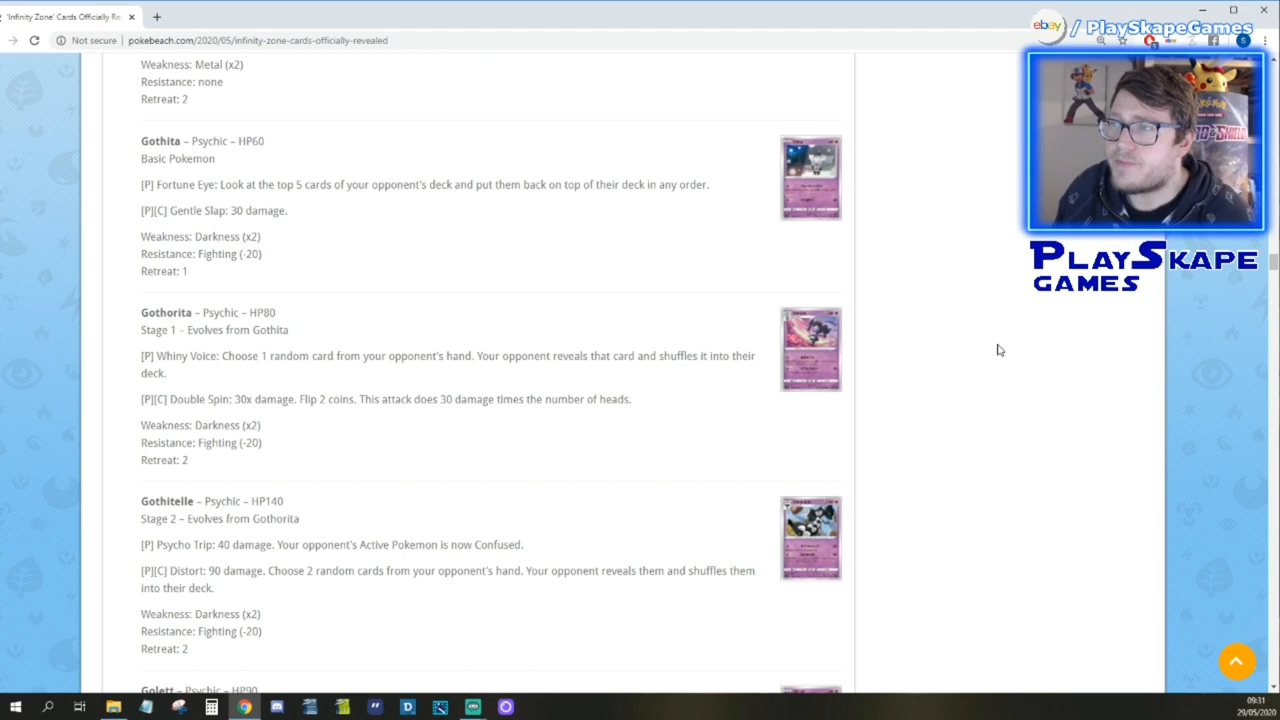 'Infinity Zone' Cards Officially Re
ebay / PlaySkapeGames
Not secure | pokebeach.com/2020/05/infinity-zone-cards-officially-revealed
Weakness: Metal (x2)
Resistance: none
Retreat: 2
Gothita – Psychic – HP60
Basic Pokemon
[P] Fortune Eye: Look at the top 5 cards of your opponent's deck and put them back on top of their deck in any order.
[P][C] Gentle Slap: 30 damage.
Weakness: Darkness (x2)
Resistance: Fighting (-20)
Retreat: 1
PLAYSKAPE
GAMES
Gothorita – Psychic – HP80
Stage 1 – Evolves from Gothita
[P] Whiny Voice: Choose 1 random card from your opponent's hand. Your opponent reveals that card and shuffles it into their
deck.
[P][C] Double Spin: 30x damage. Flip 2 coins. This attack does 30 damage times the number of heads.
Weakness: Darkness (x2)
Resistance: Fighting (-20)
Retreat: 2
Gothitelle – Psychic – HP140
Stage 2 – Evolves from Gothorita
[P] Psycho Trip: 40 damage. Your opponent's Active Pokemon is now Confused.
[P][C] Distort: 90 damage. Choose 2 random cards from your opponent's hand. Your opponent reveals them and shuffles them
into their deck.
Weakness: Darkness (x2)
Resistance: Fighting (-20)
Retreat: 2
Golett – Psychic – HP90
09:31
29/05/2020